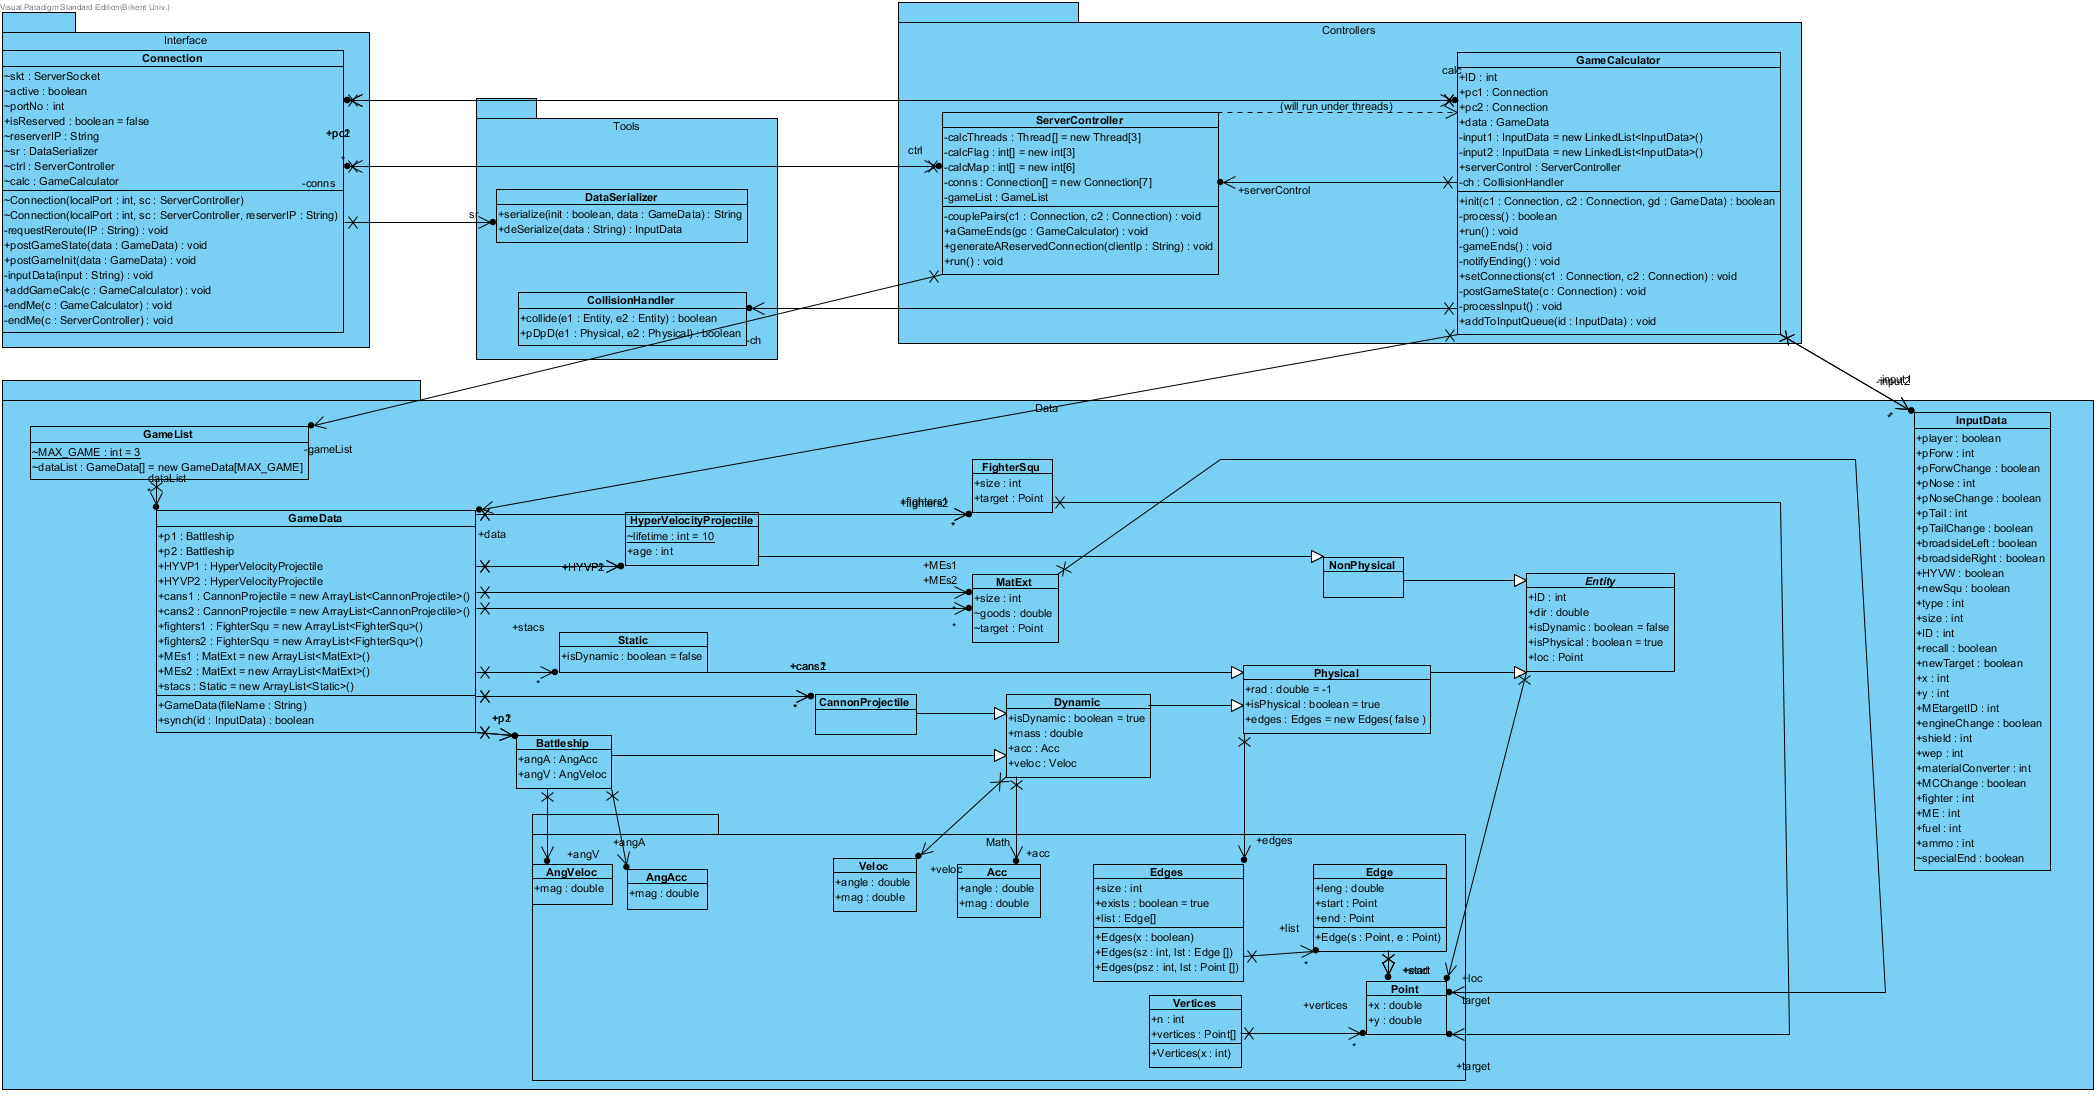 Visual Paradigm Standard Edition(Bilkent Univ.)
Interface
Connection
~skt : ServerSocket
~active : boolean
~portNo : int
+isReserved : boolean = false
~reserverIP : String
~sr : DataSerializer
~ctrl : ServerController
~calc : GameCalculator
~Connection(localPort : int, sc : ServerController)
~Connection(localPort : int, sc : ServerController, reserverIP : String)
-requestReroute(IP : String) : void
+postGameState(data : GameData) : void
+postGameInit(data : GameData) : void
-inputData(input : String) : void
+addGameCalc(c : GameCalculator) : void
-endMe(c : GameCalculator) : void
-endMe(c : ServerController) : void
*
-conns
sr
Tools
DataSerializer
+serialize(init : boolean, data : GameData) : String
+deSerialize(data : String) : InputData
CollisionHandler
+collide(e1 : Entity, e2 : Entity) : boolean
+pDpD(e1 : Physical, e2 : Physical) : boolean
-ch
Controllers
ctrl
ServerController
-calcThreads : Thread[] = new Thread[3]
-calcFlag : int[] = new int[3]
-calcMap : int[] = new int[6]
-conns : Connection[] = new Connection[7]
-gameList : GameList
-couplePairs(c1 : Connection, c2 : Connection) : void
+aGameEnds(gc : GameCalculator) : void
+generateAReservedConnection(clientIp : String) : void
+run() : void
(will run under threads)
+serverControl
calc
GameCalculator
+ID : int
+pc1 : Connection
+pc2 : Connection
+data : GameData
-input1 : InputData = new LinkedList<InputData>()
-input2 : InputData = new LinkedList<InputData>()
+serverControl : ServerController
-ch : CollisionHandler
+init(c1 : Connection, c2 : Connection, gd : GameData) : boolean
-process() : boolean
+run() : void
-gameEnds() : void
-notifyEnding() : void
+setConnections(c1 : Connection, c2 : Connection) : void
-postGameState(c : Connection) : void
-processInput() : void
+addToInputQueue(id : InputData) : void
Data
GameList
~MAX_GAME : int = 3
~dataList : GameData[] = new GameData[MAX_GAME]
-gameList
dataList
*
GameData
+p1 : Battleship
+p2 : Battleship
+HYVP1 : HyperVelocityProjectile
+HYVP2 : HyperVelocityProjectile
+cans1 : CannonProjectile = new ArrayList<CannonProjectile>()
+cans2 : CannonProjectile = new ArrayList<CannonProjectile>()
+fighters1 : FighterSqu = new ArrayList<FighterSqu>()
+fighters2 : FighterSqu = new ArrayList<FighterSqu>()
+MEs1 : MatExt = new ArrayList<MatExt>()
+MEs2 : MatExt = new ArrayList<MatExt>()
+stacs : Static = new ArrayList<Static>()
+GameData(fileName : String)
+synch(id : InputData) : boolean
+data
HyperVelocityProjectile
~lifetime : int = 10
+age : int
*
FighterSqu
+size : int
+target : Point
+MEs1
+MEs2
*
*
MatExt
+size : int
~goods : double
~target : Point
+stacs
*
Static
+isDynamic : boolean = false
*
CannonProjectile
NonPhysical
Entity
+ID : int
+dir : double
+isDynamic : boolean = false
+isPhysical : boolean = true
+loc : Point
Physical
+rad : double = -1
+isPhysical : boolean = true
+edges : Edges = new Edges( false )
Dynamic
+isDynamic : boolean = true
+mass : double
+acc : Acc
+veloc : Veloc
Battleship
+angA : AngAcc
+angV : AngVeloc
InputData
+player : boolean
+pForw : int
+pForwChange : boolean
+pNose : int
+pNoseChange : boolean
+pTail : int
+pTailChange : boolean
+broadsideLeft : boolean
+broadsideRight : boolean
+HYVW : boolean
+newSqu : boolean
+type : int
+size : int
+ID : int
+recall : boolean
+newTarget : boolean
+x : int
+y : int
+MEtargetID : int
+engineChange : boolean
+shield : int
+wep : int
+materialConverter : int
+MCChange : boolean
+fighter : int
+ME : int
+fuel : int
+ammo : int
~specialEnd : boolean
Math
+angV
+angA
AngVeloc
+mag : double
AngAcc
+mag : double
+veloc
Veloc
+angle : double
+mag : double
+acc
Acc
+angle : double
+mag : double
+edges
Edges
+size : int
+exists : boolean = true
+list : Edge[]
+Edges(x : boolean)
+Edges(sz : int, lst : Edge [])
+Edges(psz : int, lst : Point [])
+list
*
Edge
+leng : double
+start : Point
+end : Point
+Edge(s : Point, e : Point)
+loc
target
Point
+x : double
+y : double
+vertices
*
Vertices
+n : int
+vertices : Point[]
+Vertices(x : int)
+target